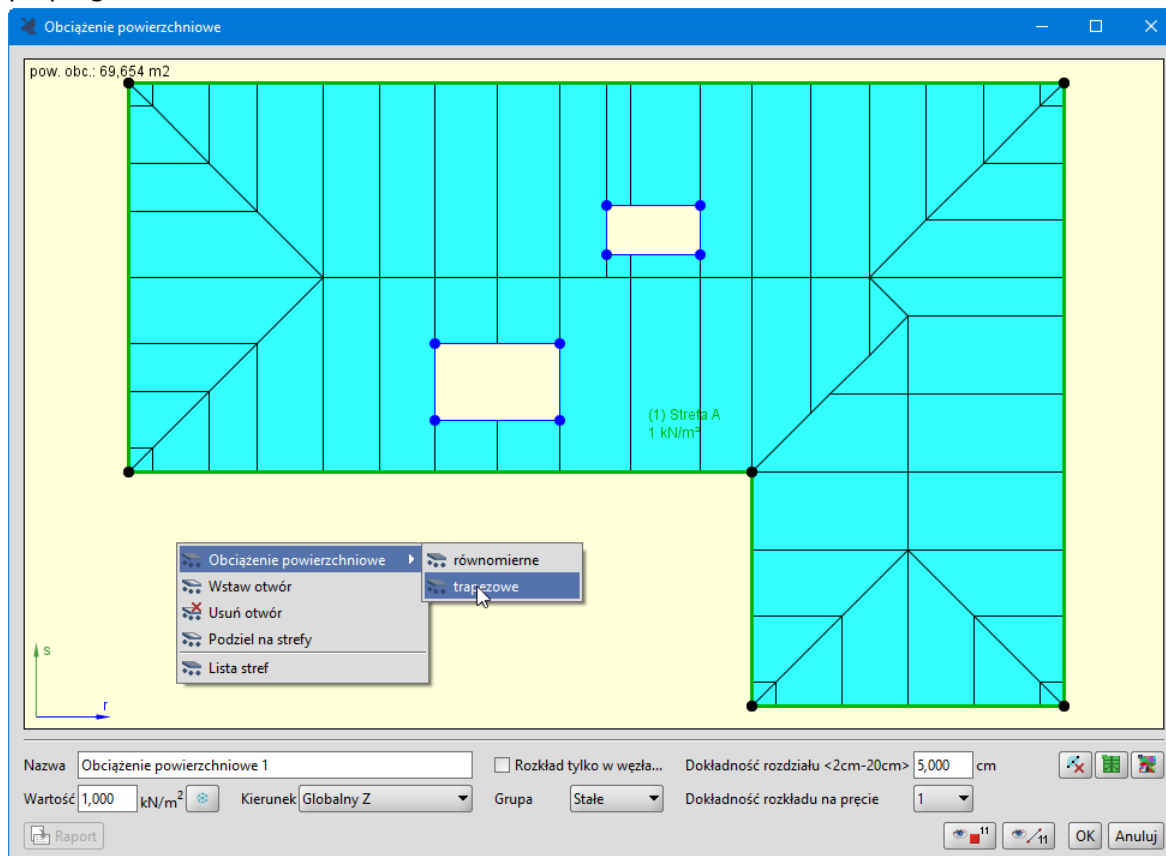 Obciążenie powierzchniowe
pow. obc.: 69,654 m2
(1) Strefa A
1 kN/m²
Obciążenie powierzchniowe
równomierne
Wstaw otwór
trapezowe
Usuń otwór
Podziel na strefy
Lista stref
s
r
Nazwa Obciążenie powierzchniowe 1 Rozkład tylko w węzła... Dokładność rozdziału <2cm-20cm> 5,000 cm
Wartość 1,000 kN/m² Kierunek Globalny Z Grupa Stałe Dokładność rozkładu na pręcie 1
Raport 11 11 OK Anuluj